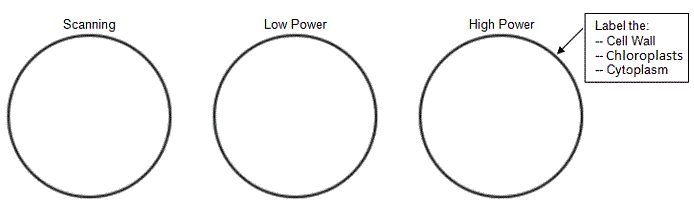 Scanning
Low Power
High Power
Label the:
-- Cell Wall
-- Chloroplasts
-- Cytoplasm